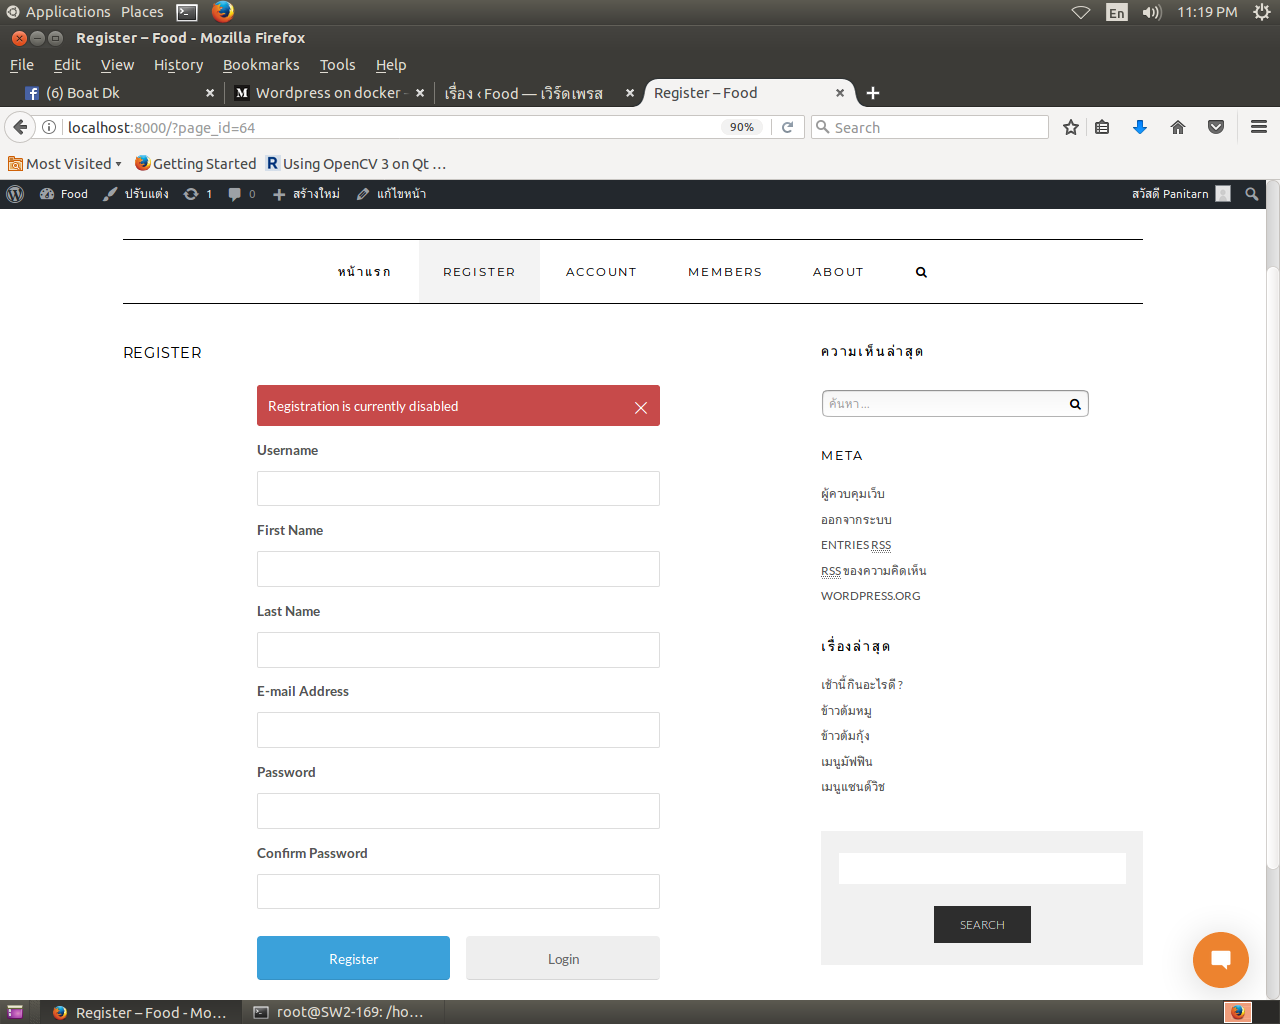 Applications Places En 11:19 PM
Register – Food - Mozilla Firefox
File Edit View History Bookmarks Tools Help
(6) Boat Dk Wordpress on docker - เรื่อง ‹ Food — เวิร์ดเพรส Register – Food
localhost:8000/?page_id=64 90% Search
Most Visited Getting Started Using OpenCV 3 on Qt ...
Food ปรับแต่ง 1 0 สร้างใหม่ แก้ไขหน้า สวัสดี Panitarn
หน้าแรก REGISTER ACCOUNT MEMBERS ABOUT
REGISTER
Registration is currently disabled
Username
First Name
Last Name
E-mail Address
Password
Confirm Password
Register Login
ความเห็นล่าสุด
ค้นหา ...
META
ผู้ควบคุมเว็บ
ออกจากระบบ
ENTRIES RSS
RSS ของความคิดเห็น
WORDPRESS.ORG
เรื่องล่าสุด
เช้านี้กินอะไรดี ?
ข้าวต้มหมู
ข้าวต้มกุ้ง
เมนูมัฟฟิน
เมนูแซนด์วิช
SEARCH
Register – Food - Mo... root@SW2-169: /ho...